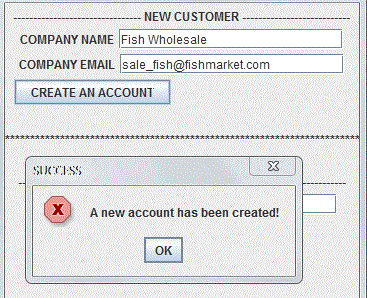 NEW CUSTOMER
COMPANY NAME Fish Wholesale
COMPANY EMAIL sale_fish@fishmarket.com
CREATE AN ACCOUNT
SUCCESS
A new account has been created!
OK